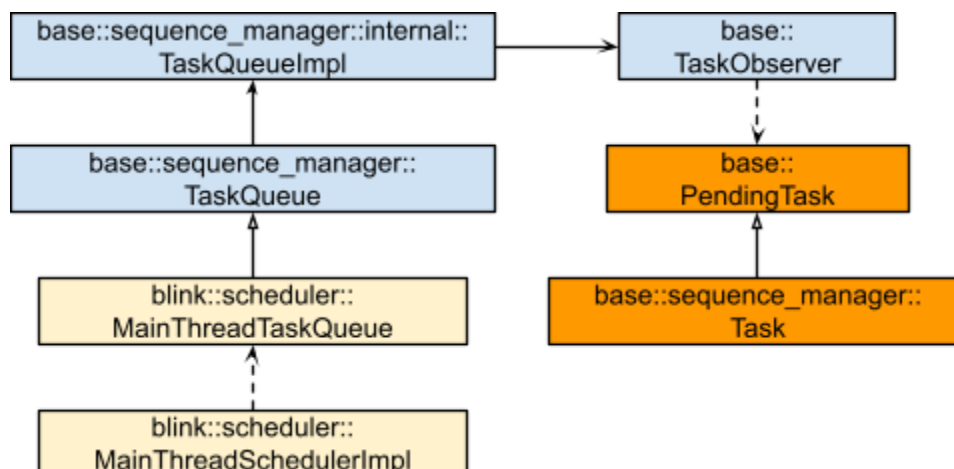 base::sequence_manager::internal::
TaskQueueImpl
base::
TaskObserver
base::sequence_manager::
TaskQueue
base::
PendingTask
blink::scheduler::
MainThreadTaskQueue
base::sequence_manager::
Task
blink::scheduler::
MainThreadSchedulerImpl